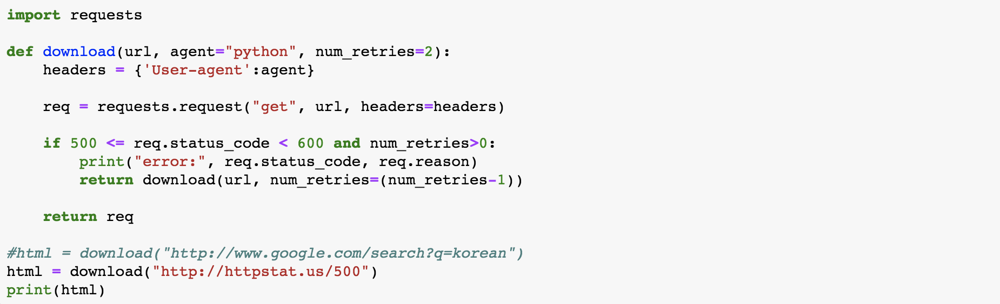 import requests
def download(url, agent="python", num_retries=2):
    headers = {'User-agent':agent}
    req = requests.request("get", url, headers=headers)
    if 500 <= req.status_code < 600 and num_retries>0:
        print("error:", req.status_code, req.reason)
        return download(url, num_retries=(num_retries-1))
    return req
#html = download("http://www.google.com/search?q=korean")
html = download("http://httpstat.us/500")
print(html)